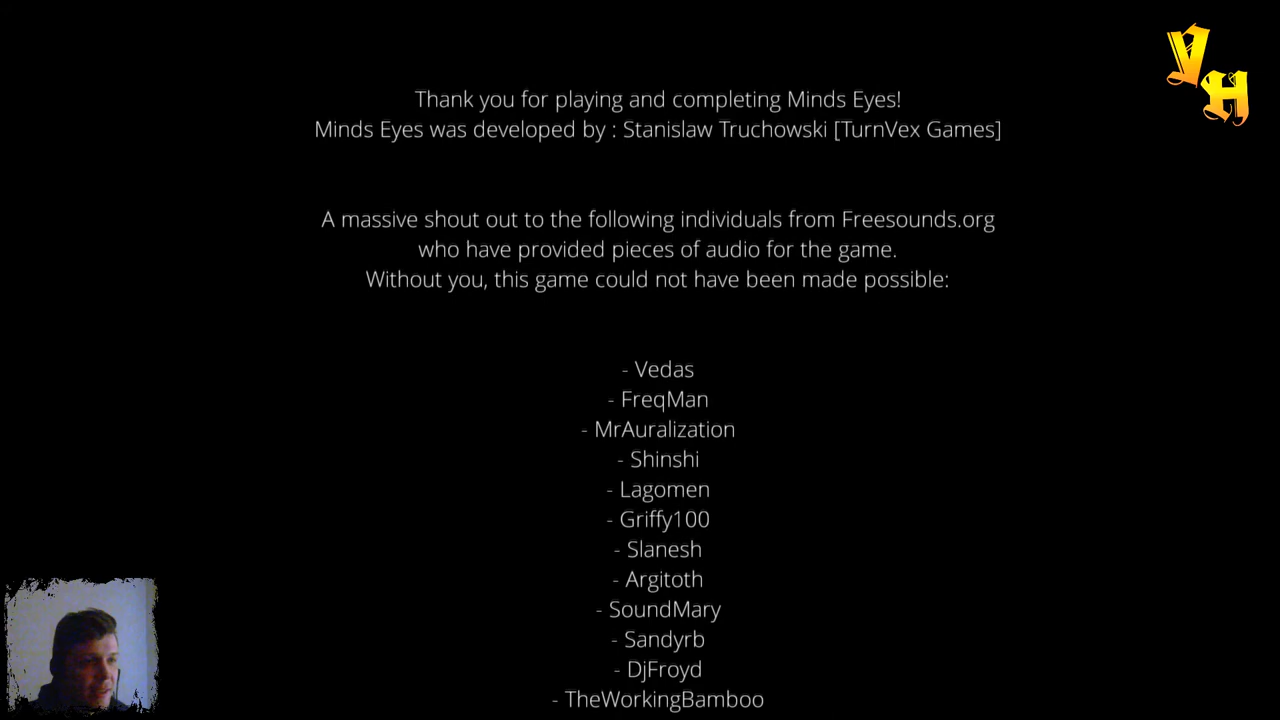 VH
Thank you for playing and completing Minds Eyes!
Minds Eyes was developed by : Stanislaw Truchowski [TurnVex Games]
A massive shout out to the following individuals from Freesounds.org
who have provided pieces of audio for the game.
Without you, this game could not have been made possible:
- Vedas
- FreqMan
- MrAuralization
- Shinshi
- Lagomen
- Griffy100
- Slanesh
- Argitoth
- SoundMary
- Sandyrb
- DjFroyd
- TheWorkingBamboo